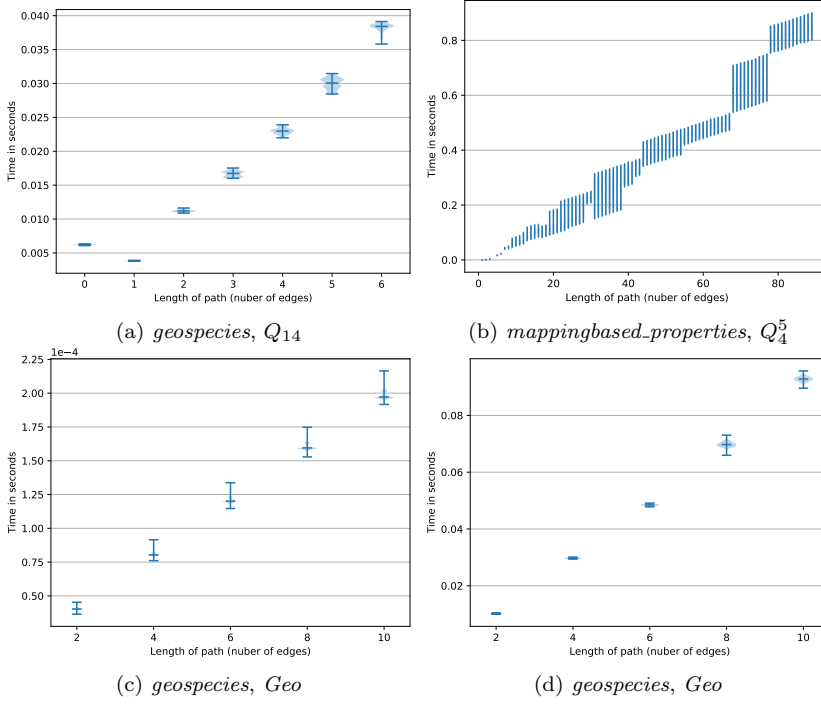 0.040
0.035
0.030
0.025
0.020
0.015
0.010
0.005
Time in seconds
0 1 2 3 4 5 6
Length of path (nuber of edges)
(a) geospecies, Q14
0.8
0.6
0.4
0.2
0.0
Time in seconds
0 20 40 60 80
Length of path (nuber of edges)
(b) mappingbased_properties, Q^5_4
1e−4
2.25
2.00
1.75
1.50
1.25
1.00
0.75
0.50
Time in seconds
2 4 6 8 10
Length of path (nuber of edges)
(c) geospecies, Geo
0.08
0.06
0.04
0.02
Time in seconds
2 4 6 8 10
Length of path (nuber of edges)
(d) geospecies, Geo